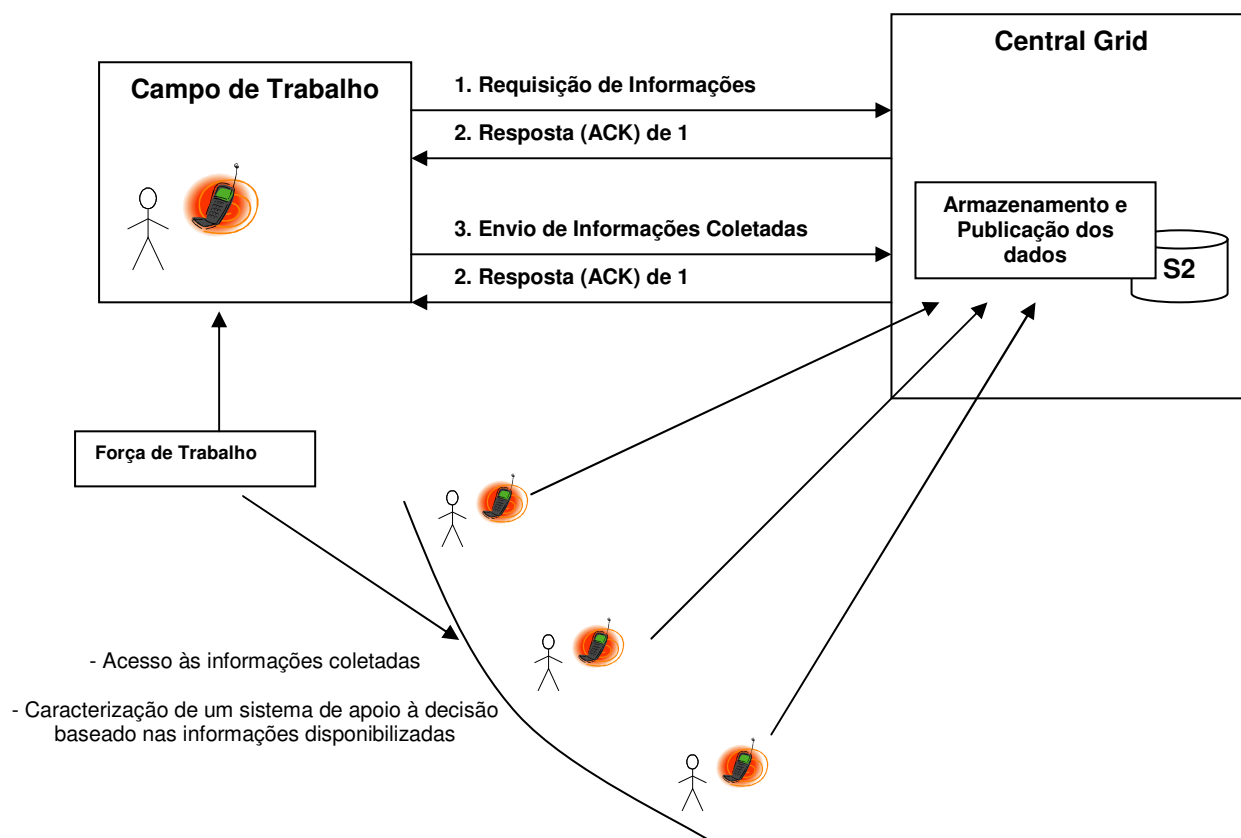 Central Grid
Campo de Trabalho
1. Requisição de Informações
2. Resposta (ACK) de 1
3. Envio de Informações Coletadas
2. Resposta (ACK) de 1
Armazenamento e
Publicação dos
dados
S2
Força de Trabalho
- Acesso às informações coletadas
- Caracterização de um sistema de apoio à decisão
baseado nas informações disponibilizadas